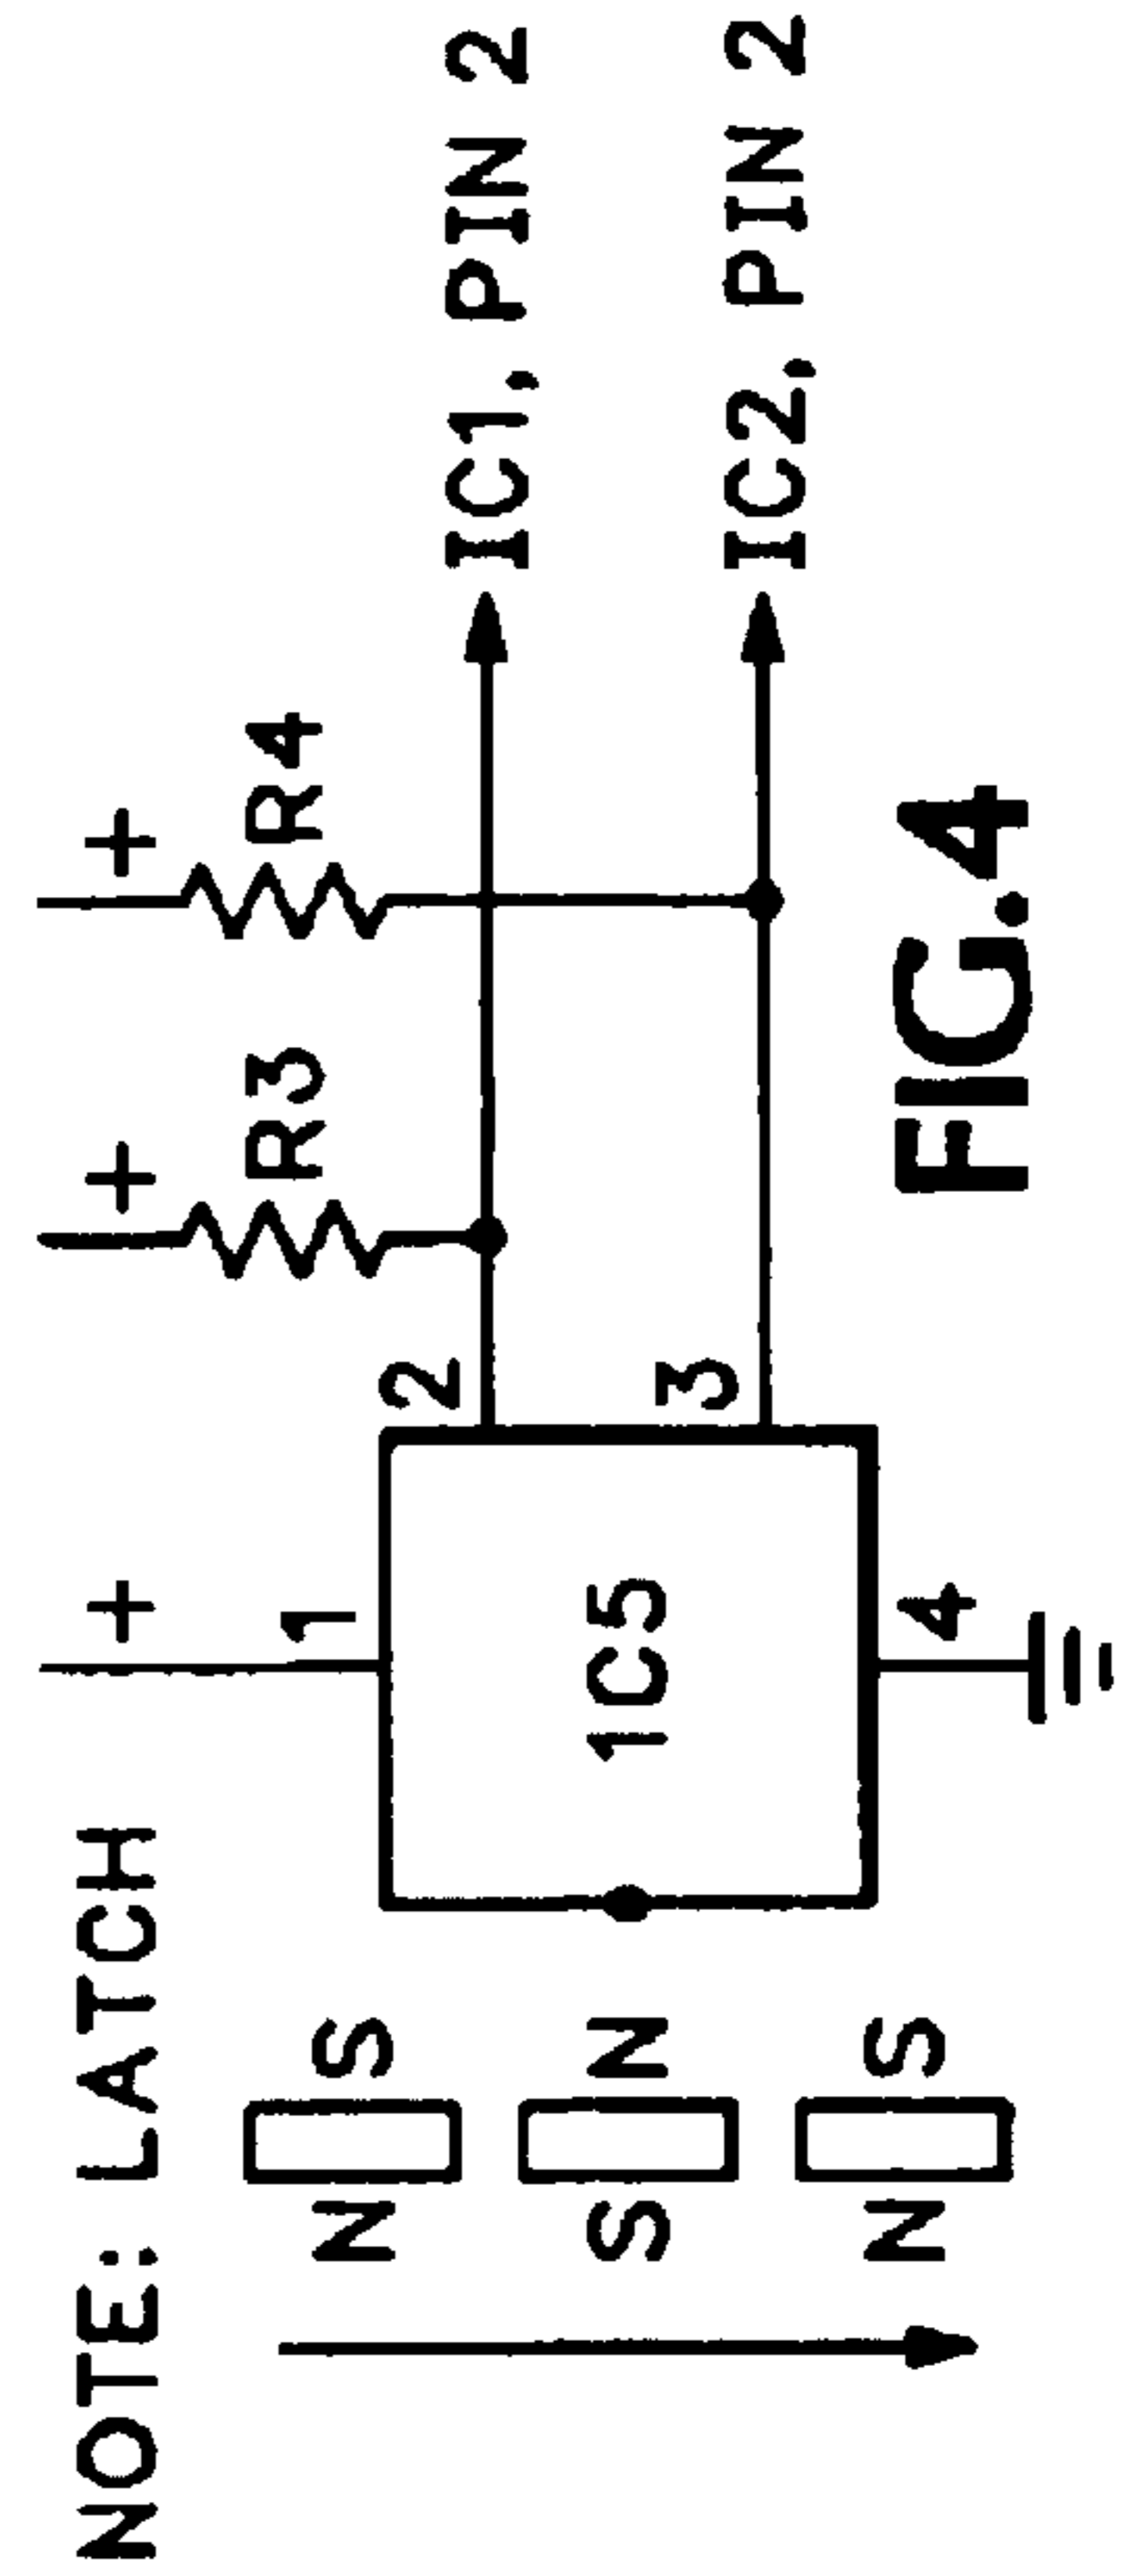 NOTE: LATCH
+
+
+
1
R3
R4
N S
2
IC1, PIN 2
S N
1C5
3
IC2, PIN 2
N S
4
FIG.4